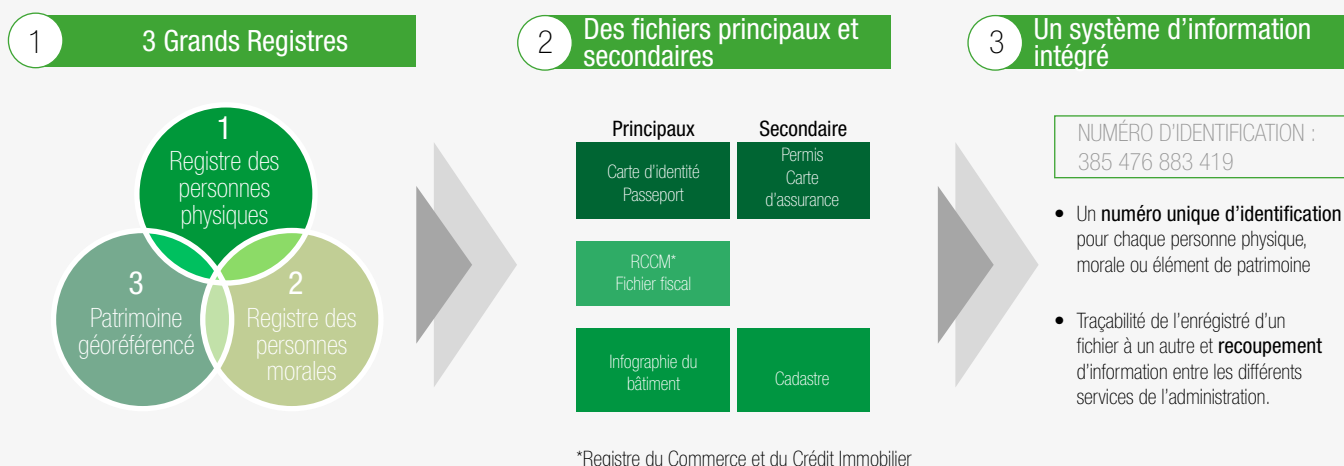 1
3 Grands Registres
1
Registre des
personnes
physiques
3
Patrimoine
géoréférencé
2
Registre des
personnes
morales
2
Des fichiers principaux et
secondaires
Principaux
Secondaire
Carte d'identité
Passeport
Permis
Carte
d'assurance
RCCM*
Fichier fiscal
Infographie du
bâtiment
Cadastre
*Registre du Commerce et du Crédit Immobilier
3
Un système d'information
intégré
NUMÉRO D'IDENTIFICATION :
385 476 883 419
• Un numéro unique d'identification
pour chaque personne physique,
morale ou élément de patrimoine
• Traçabilité de l'enrégistré d'un
fichier à un autre et recoupement
d'information entre les différents
services de l'administration.